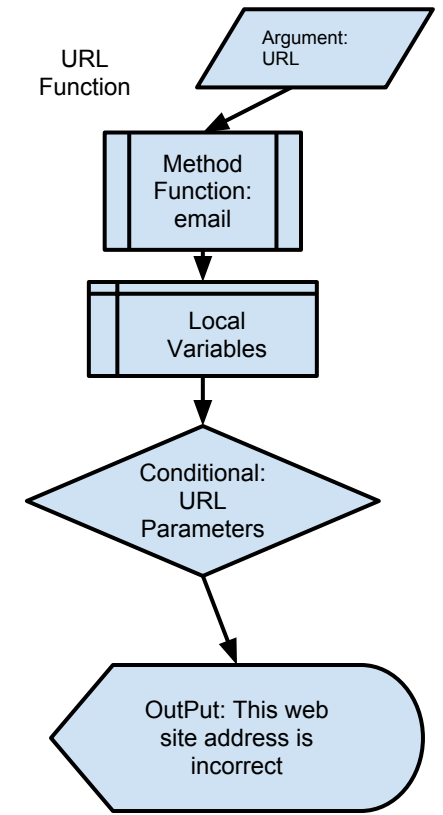 URL
Function
Argument:
URL
Method
Function:
email
Local
Variables
Conditional:
URL
Parameters
OutPut: This web
site address is
incorrect